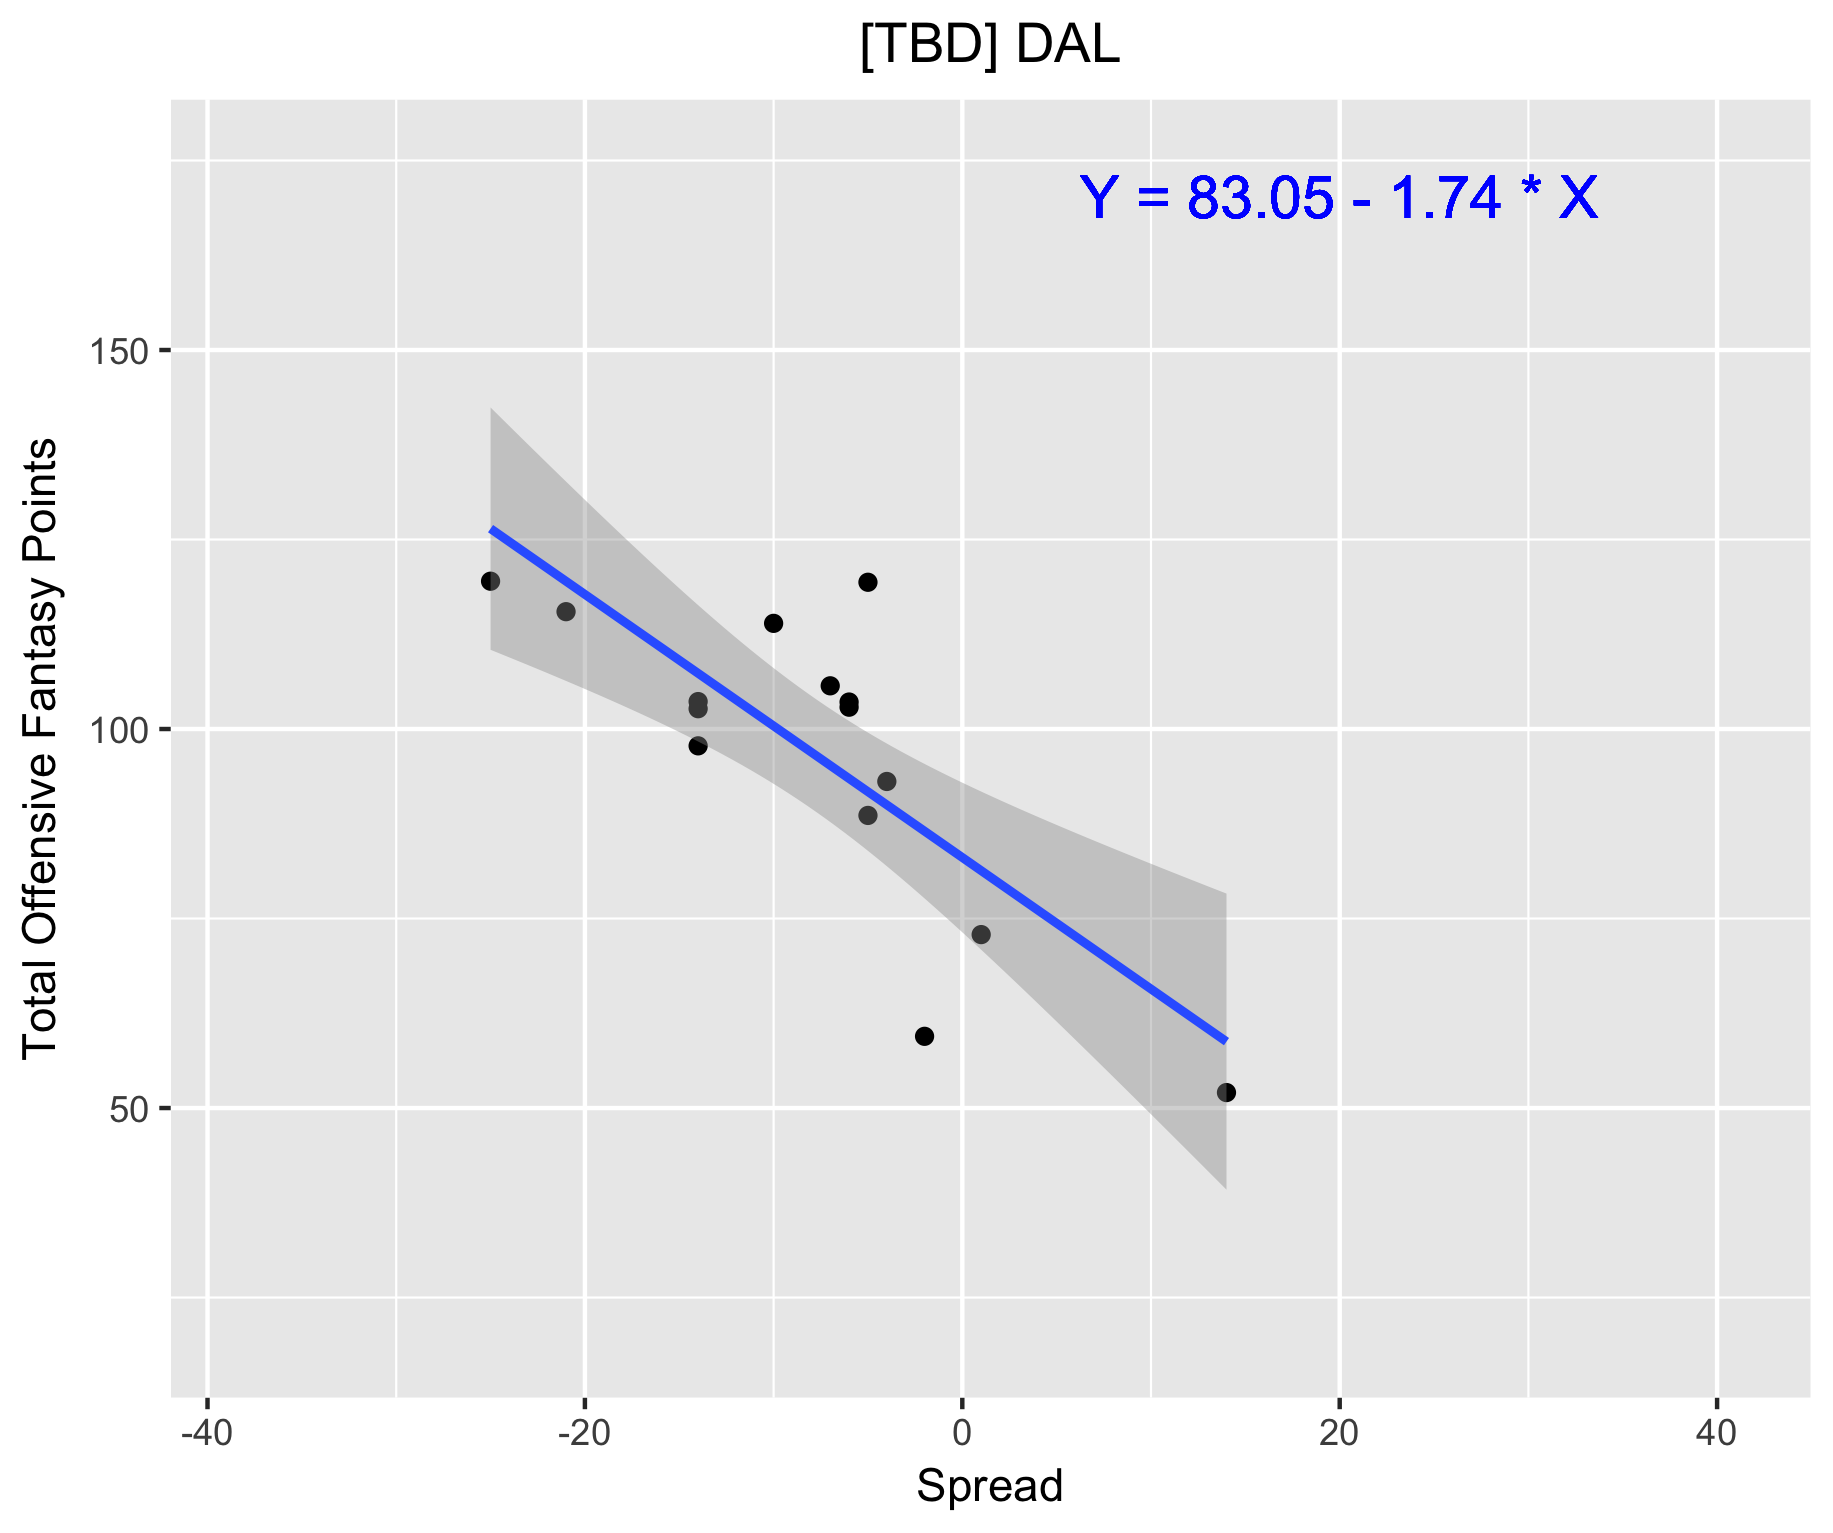 [TBD] DAL
Y = 83.05 - 1.74 * X
Total Offensive Fantasy Points
150
100
50
-40
-20
0
20
40
Spread